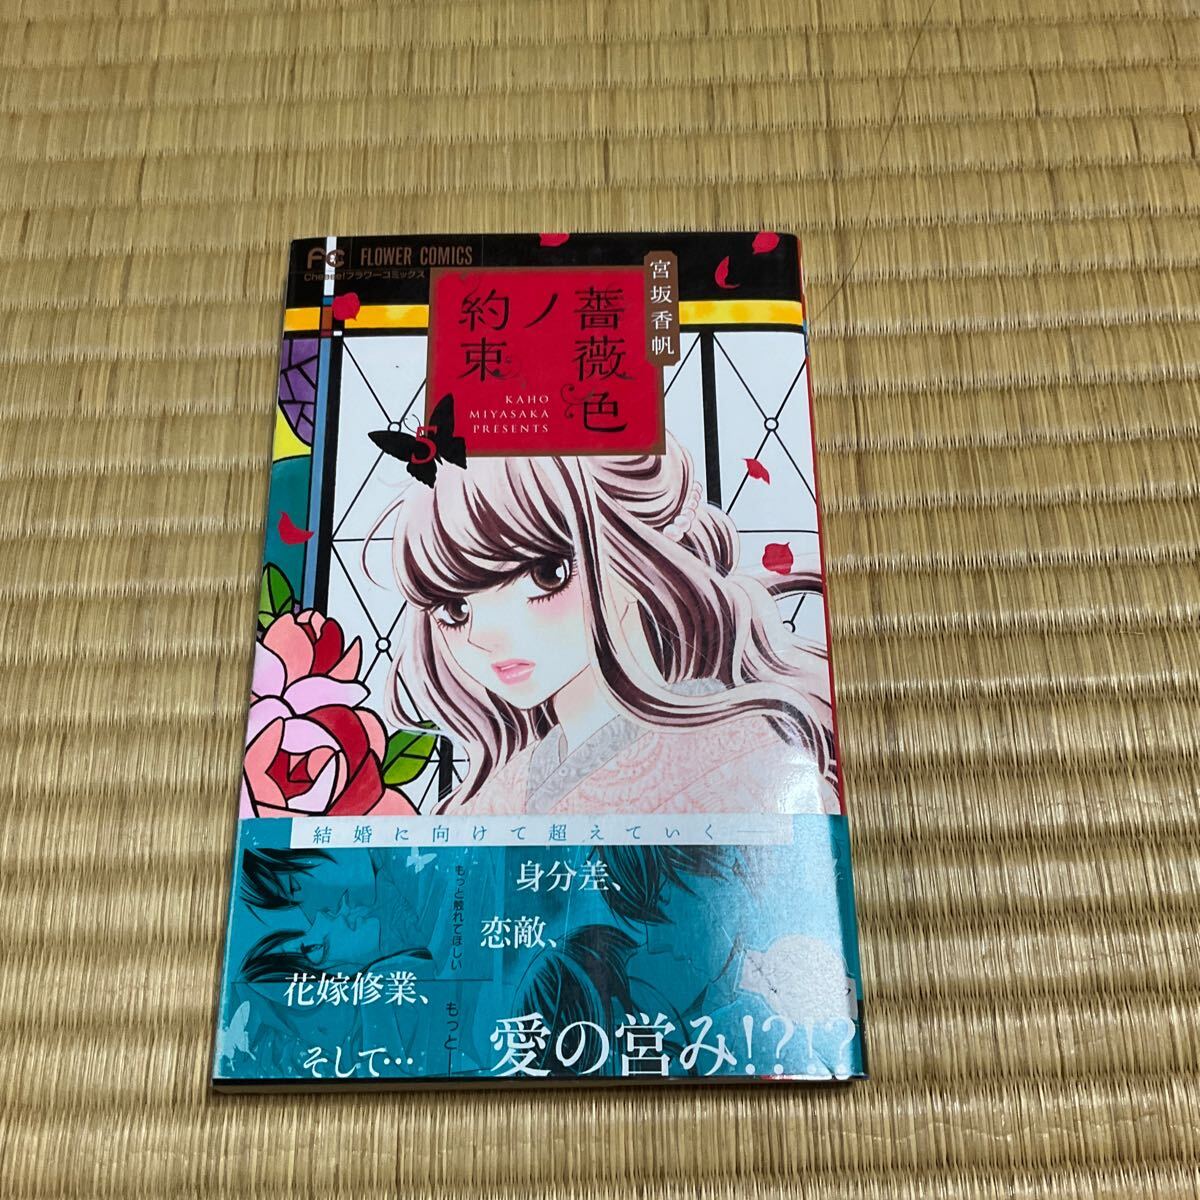 FC FLOWER COMICS
Cheese!フラワーコミックス
宮坂香帆
薔薇色
ノ
約束
KAHO
MIYASAKA
PRESENTS
5
結婚に向けて超えていく――
身分差、
恋敵、
花嫁修業、
そして…
愛の営み!?!?
もっと触れてほしい
もっと――